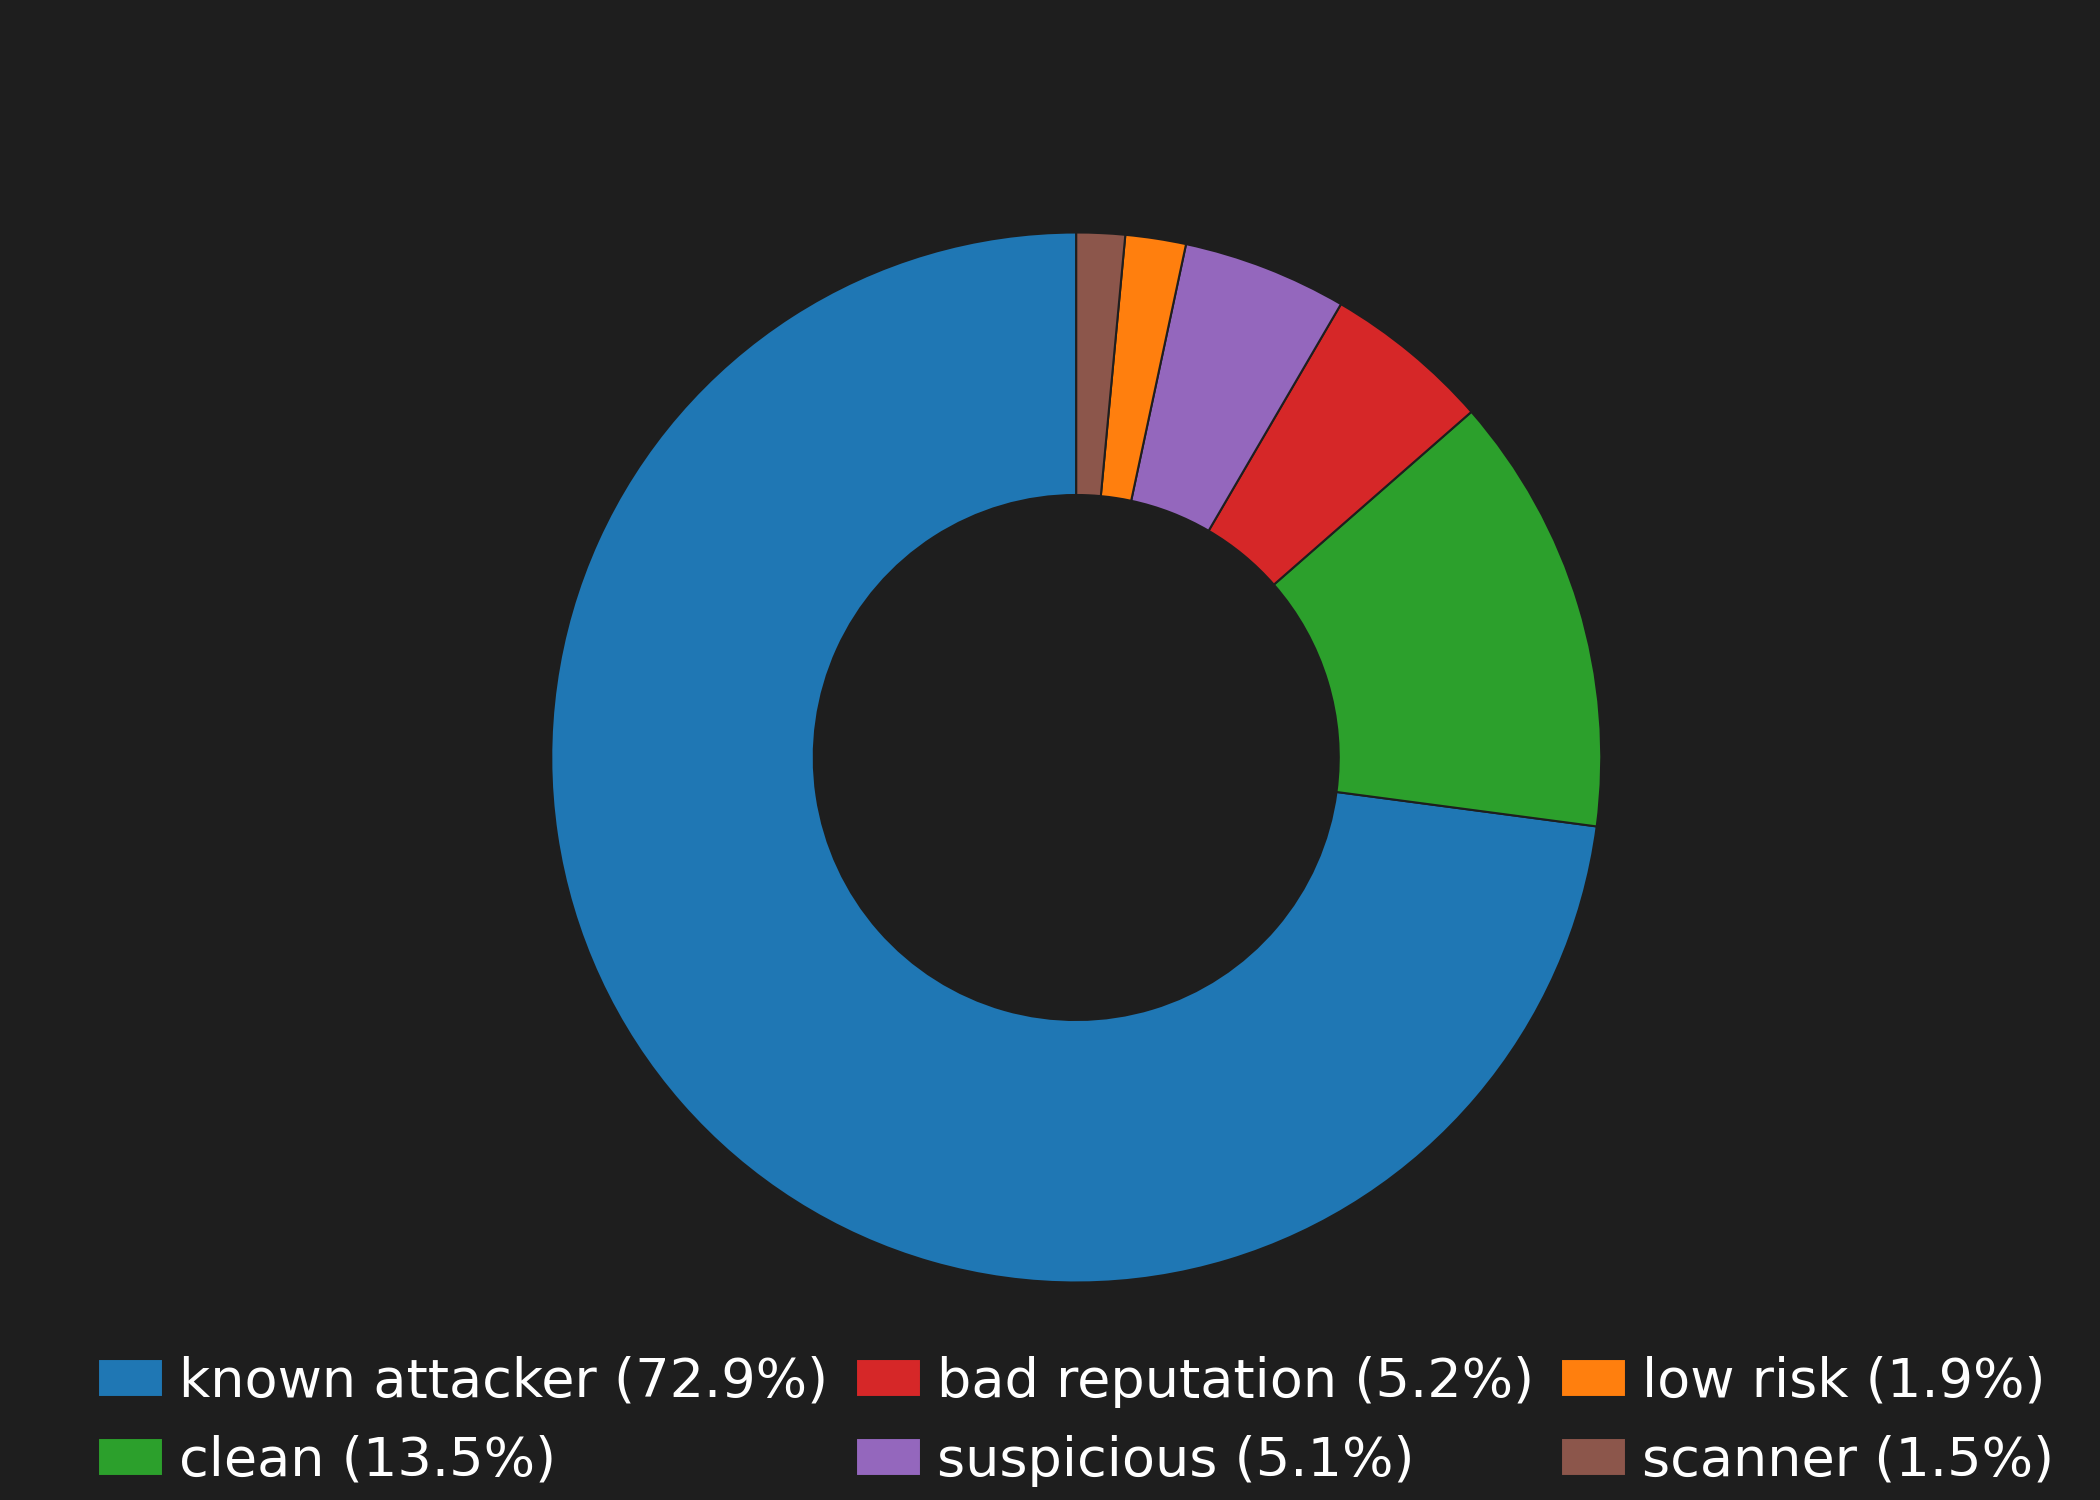 known attacker (72.9%)
clean (13.5%)
bad reputation (5.2%)
suspicious (5.1%)
low risk (1.9%)
scanner (1.5%)